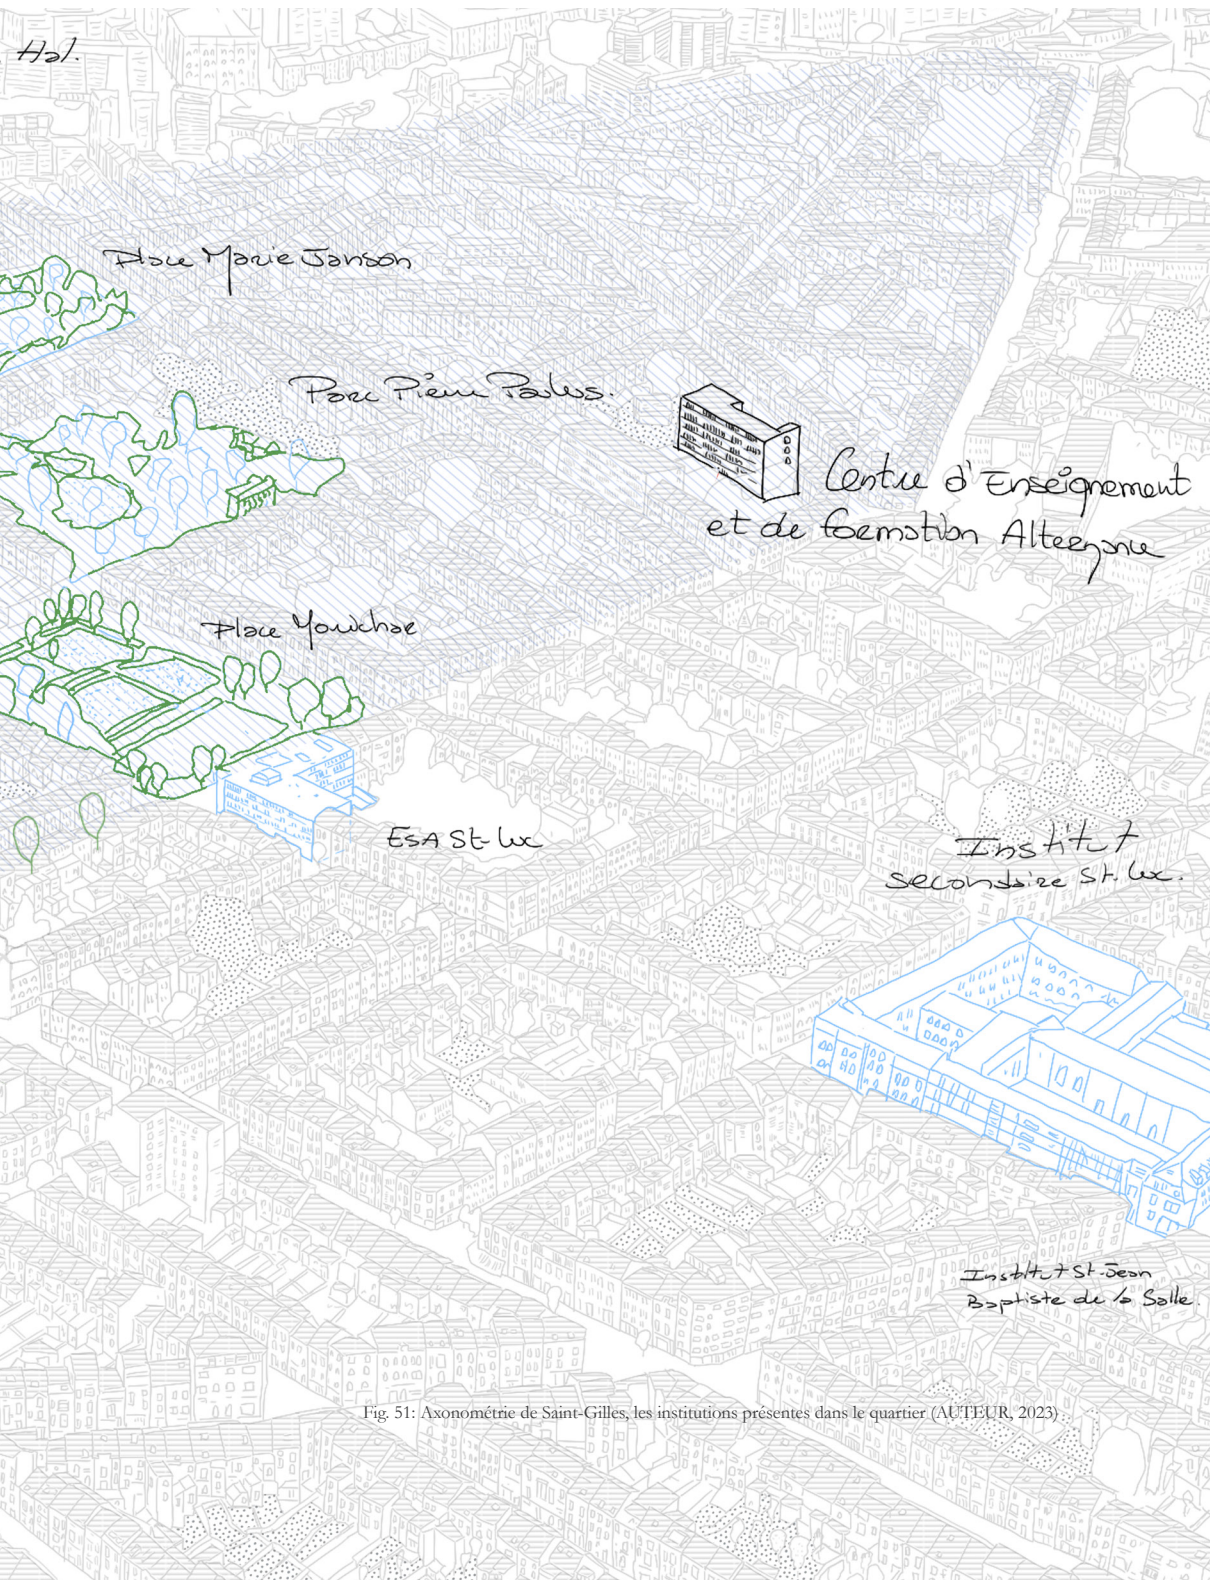 Hal.
Place Marie Janson
Parc Pierre Paulus.
Centre d'Enseignement
et de formation Alternance
Place Morichar
ESA St-Luc
Institut
secondaire St. Luc.
Institut St-Jean
Baptiste de la Salle.
Fig. 51: Axonométrie de Saint-Gilles, les institutions présentes dans le quartier (AUTEUR, 2023)